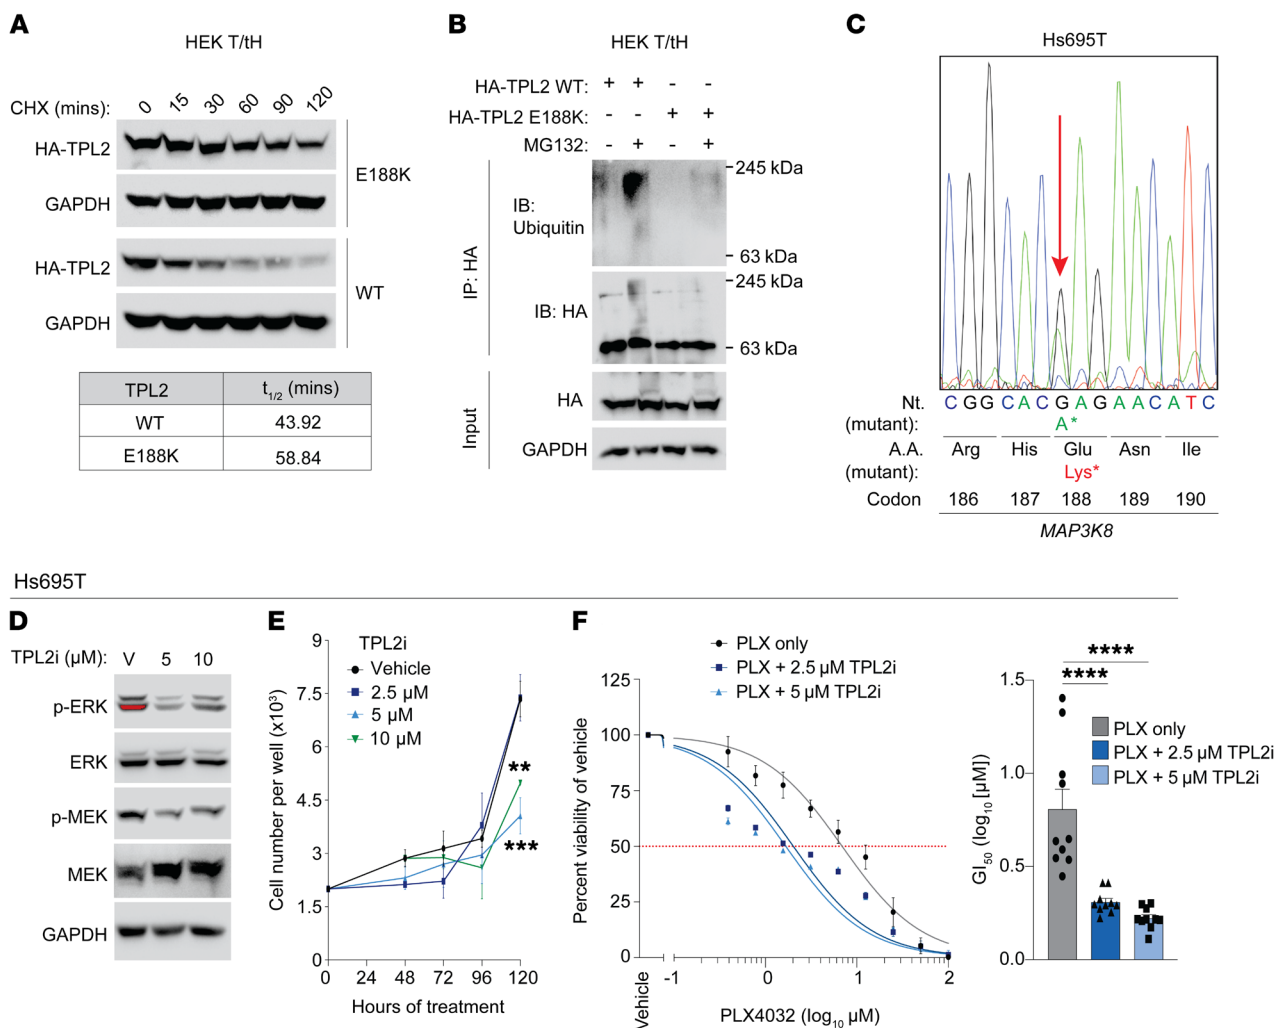 A
HEK T/tH
CHX (mins):
0 15 30 60 90 120
HA-TPL2
GAPDH
E188K
HA-TPL2
GAPDH
WT
TPL2 t1/2 (mins)
WT 43.92
E188K 58.84
B
HEK T/tH
HA-TPL2 WT: + + - -
HA-TPL2 E188K: - - + +
MG132: - + - +
IP: HA
IB:
Ubiquitin
245 kDa
63 kDa
IB: HA
245 kDa
63 kDa
Input
HA
GAPDH
C
Hs695T
Nt. C G G C A C G A G A A C A T C
(mutant): A*
A.A. Arg His Glu Asn Ile
(mutant): Lys*
Codon 186 187 188 189 190
MAP3K8
Hs695T
D
TPL2i (μM): V 5 10
p-ERK
ERK
p-MEK
MEK
GAPDH
E
TPL2i
Vehicle
2.5 μM
5 μM
10 μM
Cell number per well (x10³)
9
7.5
6
4.5
3
1.5
0
**
***
0 24 48 72 96 120
Hours of treatment
F
PLX only
PLX + 2.5 μM TPL2i
PLX + 5 μM TPL2i
Percent viability of vehicle
125
100
75
50
25
0
Vehicle
-1 0 1 2
PLX4032 (log10 μM)
****
****
GI50 (log10 [μM])
1.5
1.0
0.5
0.0
PLX only
PLX + 2.5 μM TPL2i
PLX + 5 μM TPL2i